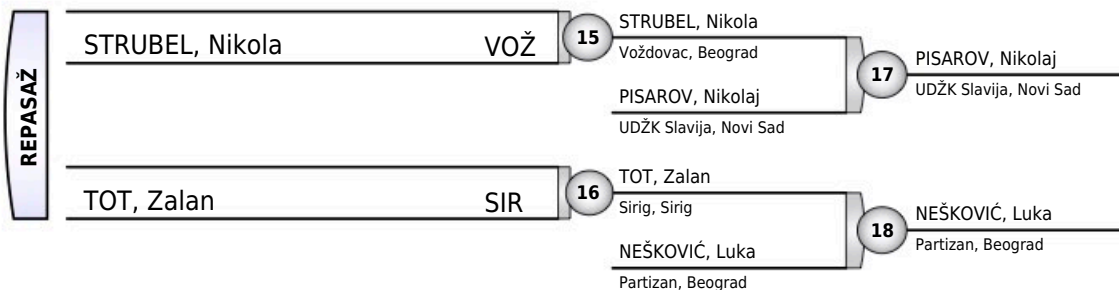 REPASAŽ
STRUBEL, Nikola VOŽ
15
STRUBEL, Nikola
Voždovac, Beograd
PISAROV, Nikolaj
UDŽK Slavija, Novi Sad
17
PISAROV, Nikolaj
UDŽK Slavija, Novi Sad
TOT, Zalan SIR
16
TOT, Zalan
Sirig, Sirig
NEŠKOVIĆ, Luka
Partizan, Beograd
18
NEŠKOVIĆ, Luka
Partizan, Beograd